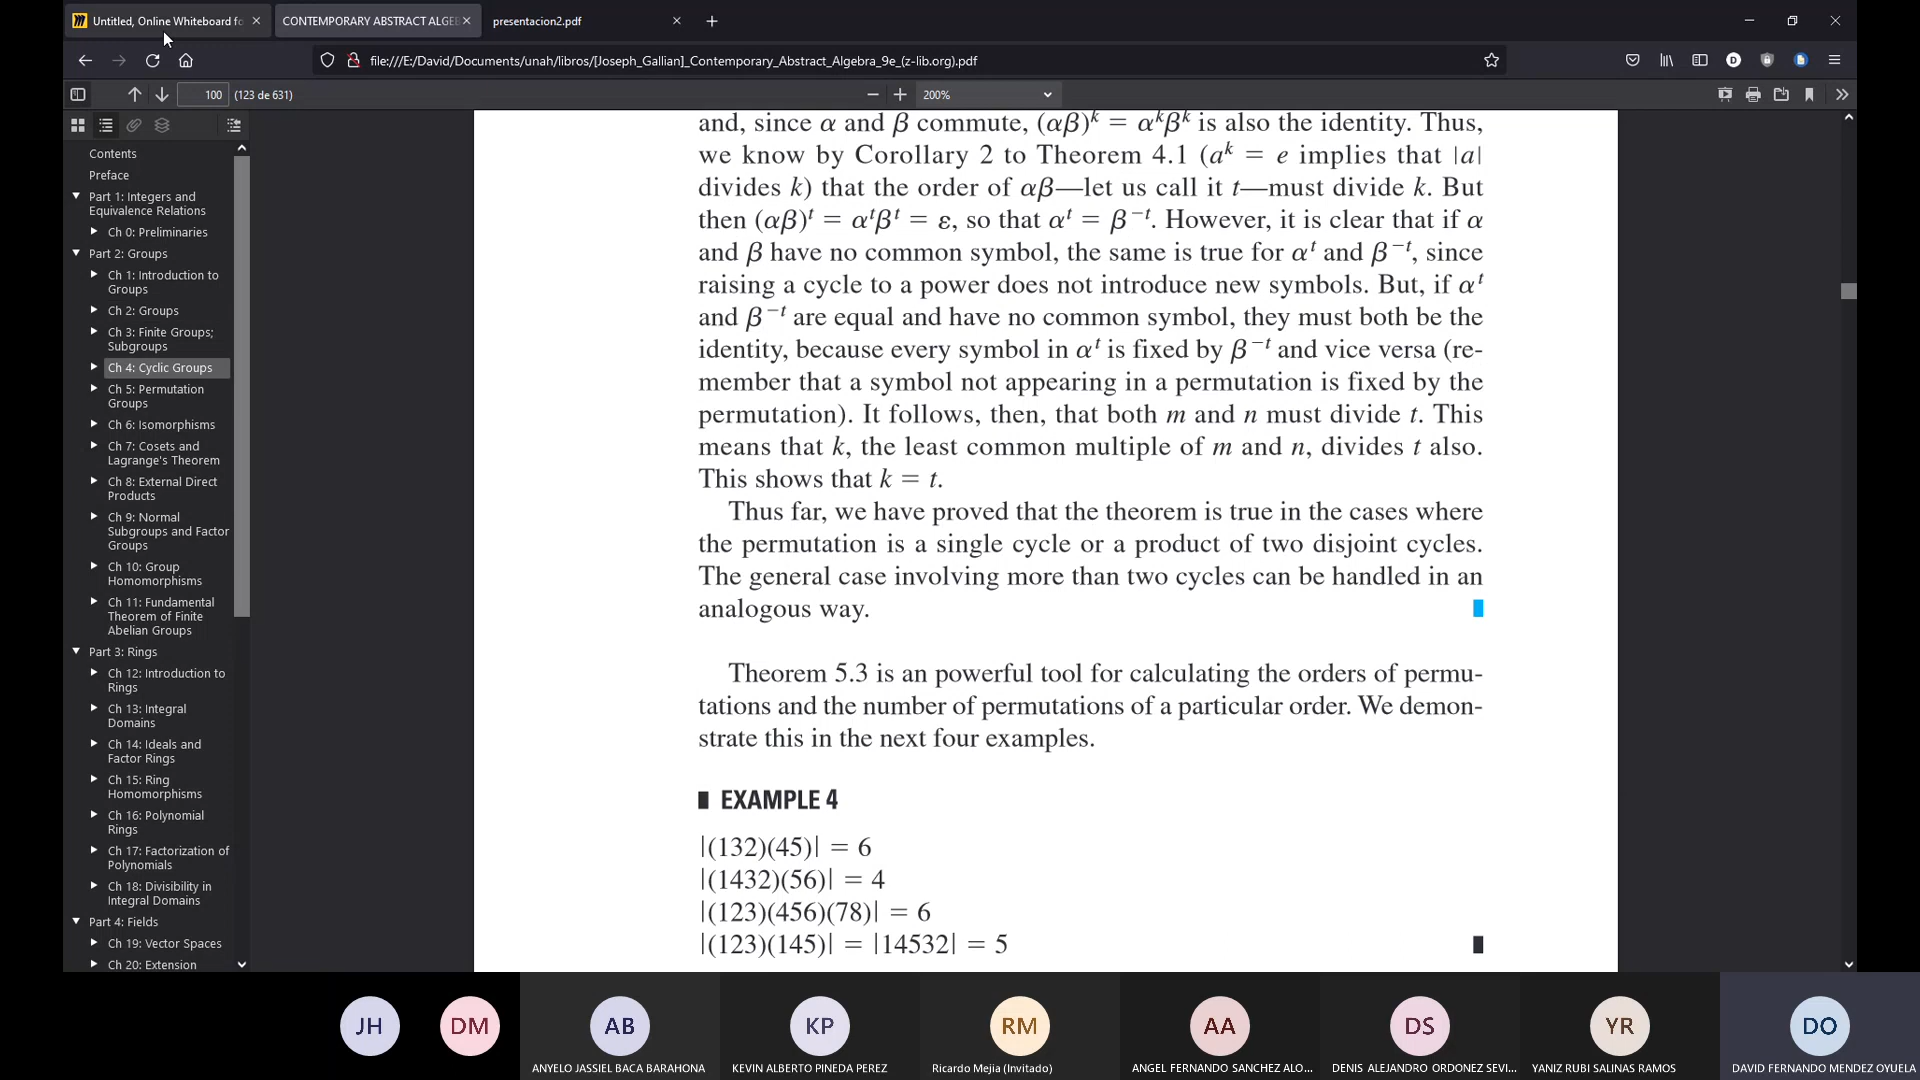 Untitled, Online Whiteboard fo
CONTEMPORARY ABSTRACT ALGEB
presentacion2.pdf
file:///E:/David/Documents/unah/libros/[Joseph_Gallian]_Contemporary_Abstract_Algebra_9e_(z-lib.org).pdf
100 (123 de 631)
200%
Contents
Preface
Part 1: Integers and
Equivalence Relations
Ch 0: Preliminaries
Part 2: Groups
Ch 1: Introduction to
Groups
Ch 2: Groups
Ch 3: Finite Groups;
Subgroups
Ch 4: Cyclic Groups
Ch 5: Permutation
Groups
Ch 6: Isomorphisms
Ch 7: Cosets and
Lagrange's Theorem
Ch 8: External Direct
Products
Ch 9: Normal
Subgroups and Factor
Groups
Ch 10: Group
Homomorphisms
Ch 11: Fundamental
Theorem of Finite
Abelian Groups
Part 3: Rings
Ch 12: Introduction to
Rings
Ch 13: Integral
Domains
Ch 14: Ideals and
Factor Rings
Ch 15: Ring
Homomorphisms
Ch 16: Polynomial
Rings
Ch 17: Factorization of
Polynomials
Ch 18: Divisibility in
Integral Domains
Part 4: Fields
Ch 19: Vector Spaces
Ch 20: Extension
and, since α and β commute, (αβ)ᵏ = αᵏβᵏ is also the identity. Thus,
we know by Corollary 2 to Theorem 4.1 (aᵏ = e implies that |a|
divides k) that the order of αβ—let us call it t—must divide k. But
then (αβ)ᵗ = αᵗβᵗ = ε, so that αᵗ = β⁻ᵗ. However, it is clear that if α
and β have no common symbol, the same is true for αᵗ and β⁻ᵗ, since
raising a cycle to a power does not introduce new symbols. But, if αᵗ
and β⁻ᵗ are equal and have no common symbol, they must both be the
identity, because every symbol in αᵗ is fixed by β⁻ᵗ and vice versa (re-
member that a symbol not appearing in a permutation is fixed by the
permutation). It follows, then, that both m and n must divide t. This
means that k, the least common multiple of m and n, divides t also.
This shows that k = t.
Thus far, we have proved that the theorem is true in the cases where
the permutation is a single cycle or a product of two disjoint cycles.
The general case involving more than two cycles can be handled in an
analogous way.
Theorem 5.3 is an powerful tool for calculating the orders of permu-
tations and the number of permutations of a particular order. We demon-
strate this in the next four examples.
EXAMPLE 4
|(132)(45)| = 6
|(1432)(56)| = 4
|(123)(456)(78)| = 6
|(123)(145)| = |14532| = 5
JH
DM
AB
KP
RM
AA
DS
YR
DO
ANYELO JASSIEL BACA BARAHONA
KEVIN ALBERTO PINEDA PEREZ
Ricardo Mejia (Invitado)
ANGEL FERNANDO SANCHEZ ALO...
DENIS ALEJANDRO ORDONEZ SEVI...
YANIZ RUBI SALINAS RAMOS
DAVID FERNANDO MENDEZ OYUELA